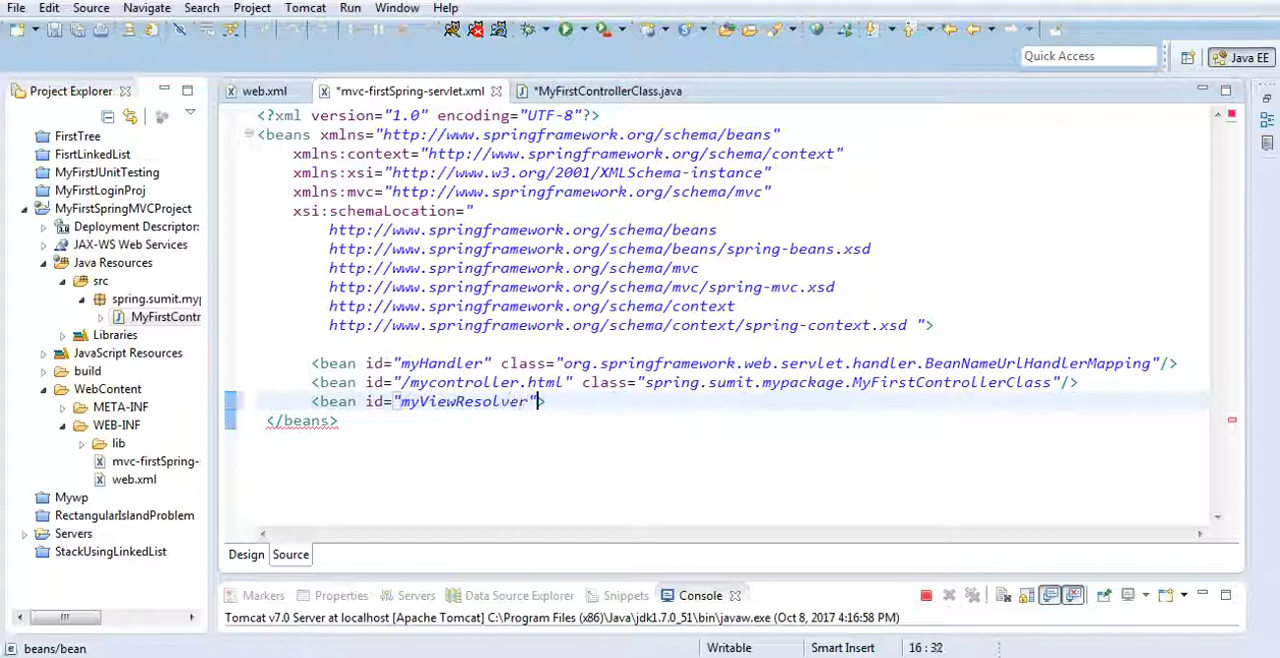 File Edit Source Navigate Search Project Tomcat Run Window Help
Quick Access
Java EE
Project Explorer
FirstTree
FisrtLinkedList
MyFirstJUnitTesting
MyFirstLoginProj
MyFirstSpringMVCProject
Deployment Descriptor:
JAX-WS Web Services
Java Resources
src
spring.sumit.myp
MyFirstContr
Libraries
JavaScript Resources
build
WebContent
META-INF
WEB-INF
lib
mvc-firstSpring-
web.xml
Mywp
RectangularIslandProblem
Servers
StackUsingLinkedList
web.xml *mvc-firstSpring-servlet.xml *MyFirstControllerClass.java
<?xml version="1.0" encoding="UTF-8"?>
<beans xmlns="http://www.springframework.org/schema/beans"
xmlns:context="http://www.springframework.org/schema/context"
xmlns:xsi="http://www.w3.org/2001/XMLSchema-instance"
xmlns:mvc="http://www.springframework.org/schema/mvc"
xsi:schemaLocation="
http://www.springframework.org/schema/beans
http://www.springframework.org/schema/beans/spring-beans.xsd
http://www.springframework.org/schema/mvc
http://www.springframework.org/schema/mvc/spring-mvc.xsd
http://www.springframework.org/schema/context
http://www.springframework.org/schema/context/spring-context.xsd ">
<bean id="myHandler" class="org.springframework.web.servlet.handler.BeanNameUrlHandlerMapping"/>
<bean id="/mycontroller.html" class="spring.sumit.mypackage.MyFirstControllerClass"/>
<bean id="myViewResolver">
</beans>
Design Source
Markers Properties Servers Data Source Explorer Snippets Console
Tomcat v7.0 Server at localhost [Apache Tomcat] C:\Program Files (x86)\Java\jdk1.7.0_51\bin\javaw.exe (Oct 8, 2017 4:16:58 PM)
beans/bean Writable Smart Insert 16 : 32